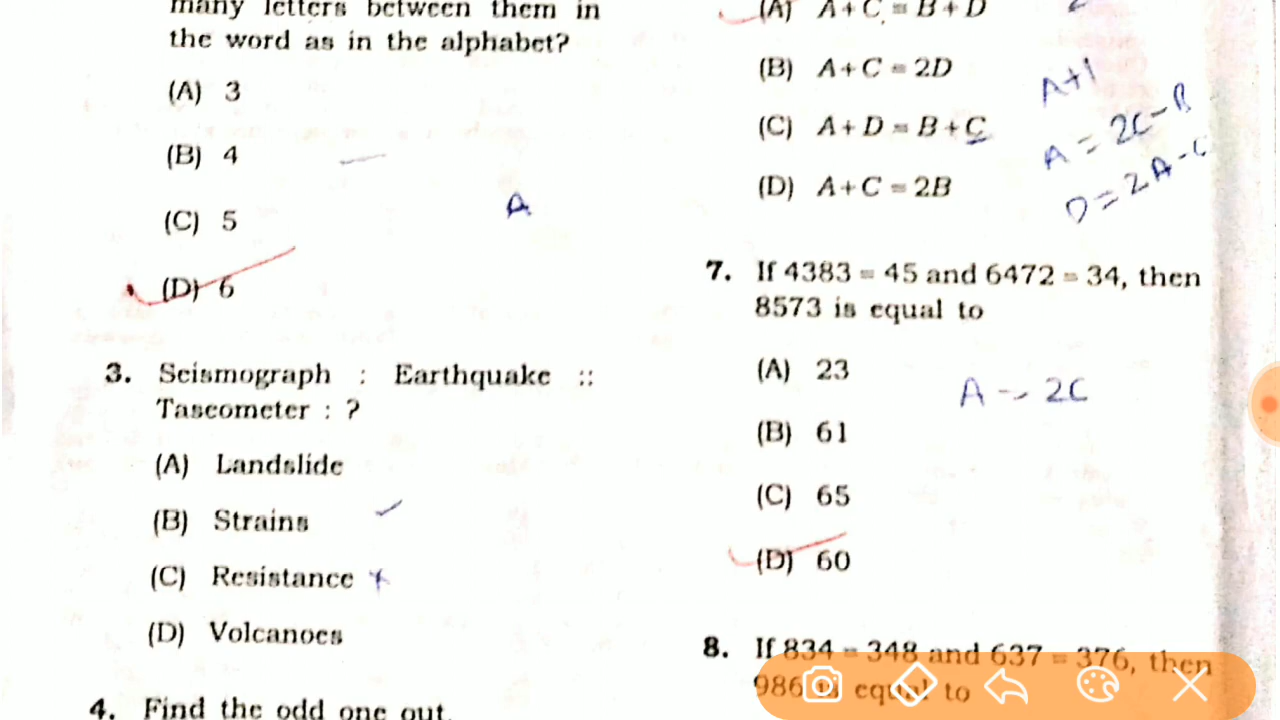 many letters between them in
the word as in the alphabet?
(A) 3
(B) 4
(C) 5
(D) 6
A
3. Seismograph : Earthquake ::
Taseometer : ?
(A) Landslide
(B) Strains
(C) Resistance
(D) Volcanoes
4. Find the odd one out.
(A) A+C = B+D
(B) A+C = 2D
(C) A+D = B+C
(D) A+C = 2B
A+1
A = 2C-B
D = 2A-C
7. If 4383 = 45 and 6472 = 34, then
8573 is equal to
(A) 23
(B) 61
(C) 65
(D) 60
A - 2C
8. If 834 = 348 and 637 = 376, then
986 is equal to